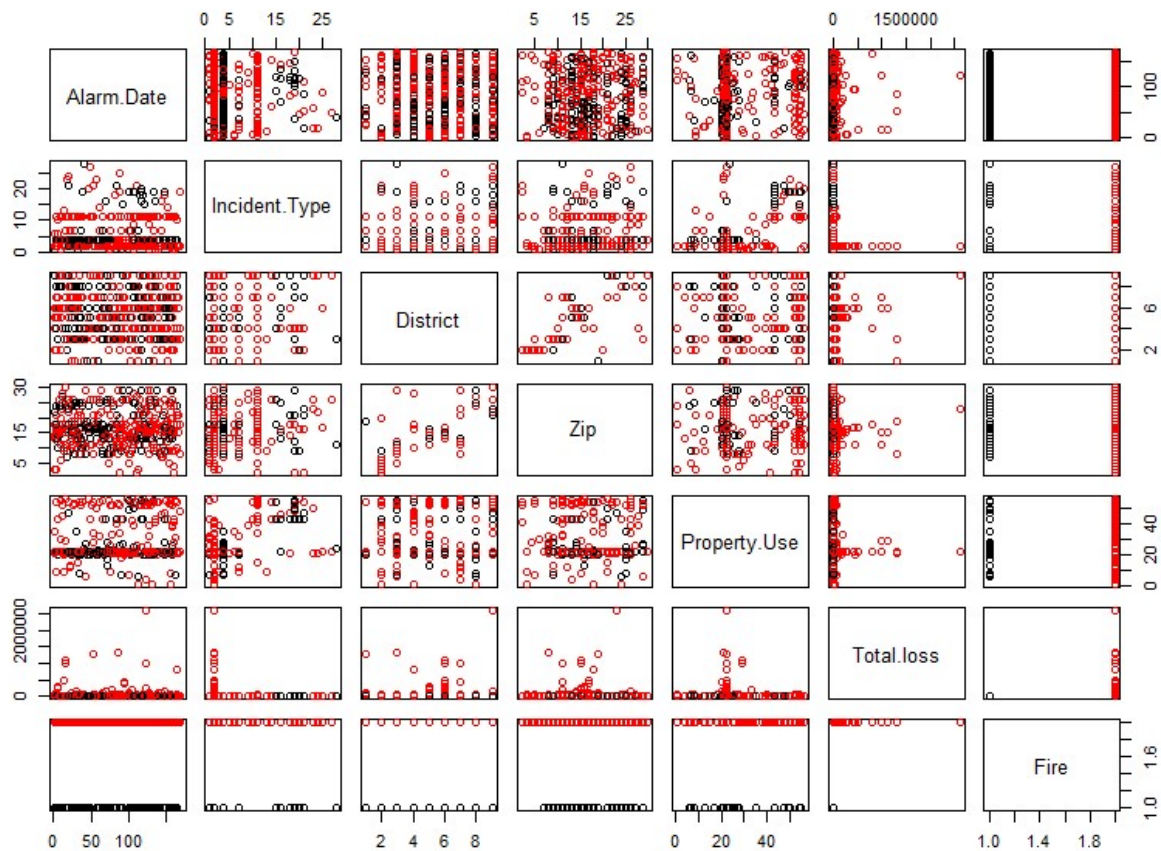 0 5 15 25 5 15 25 0 1500000
Alarm.Date
0 100
0 10 20
Incident.Type
District
2 6
5 15 30
Zip
Property.Use
0 20 40
0 2000000
Total.loss
Fire
1.0 1.6
0 50 100 2 4 6 8 0 20 40 1.0 1.4 1.8